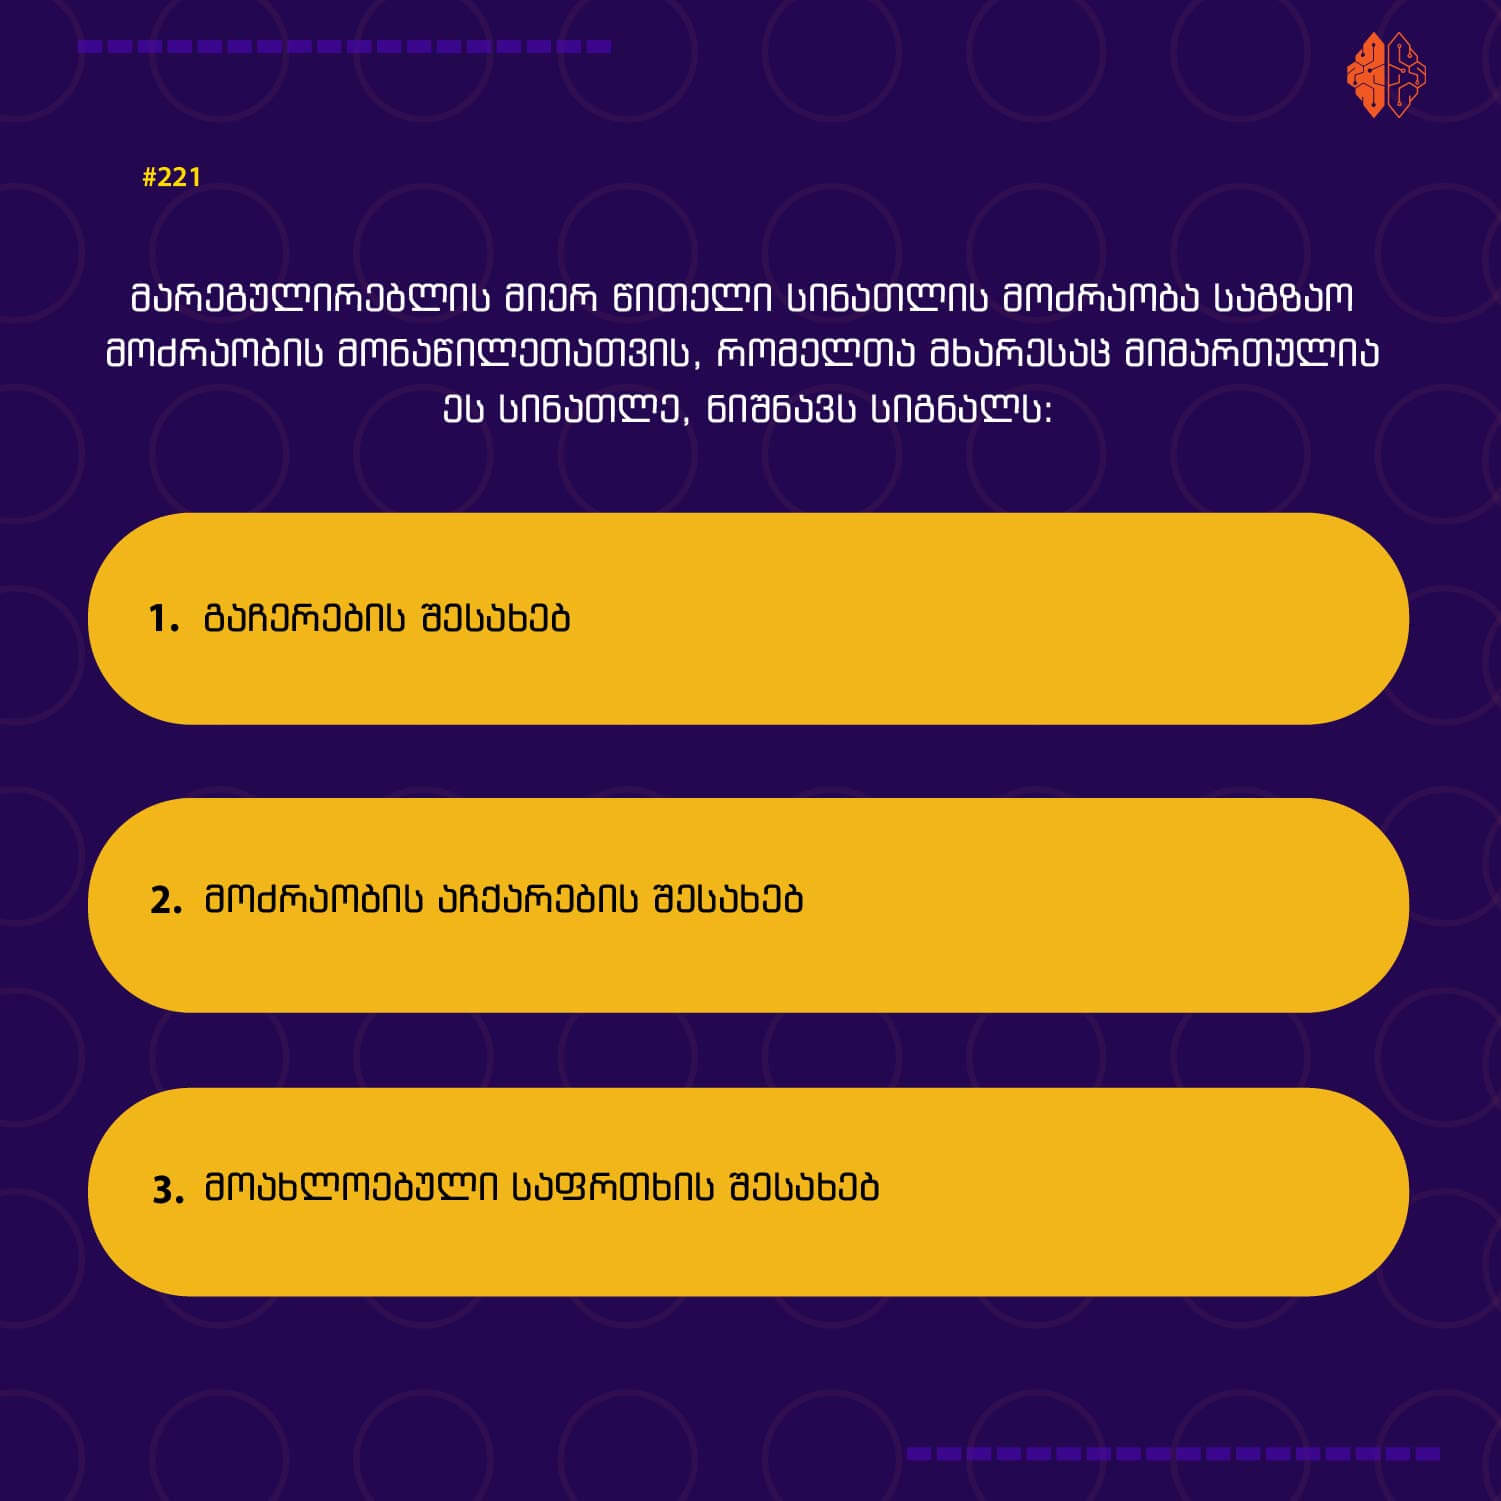 #221
მარეგულირებლის მიერ წითელი სინათლის მოძრაობა საგზაო
მოძრაობის მონაწილეთათვის, რომელთა მხარესაც მიმართულია
ეს სინათლე, ნიშნავს სიგნალს:
1. გაჩერების შესახებ
2. მოძრაობის აჩქარების შესახებ
3. მოახლოებული საფრთხის შესახებ